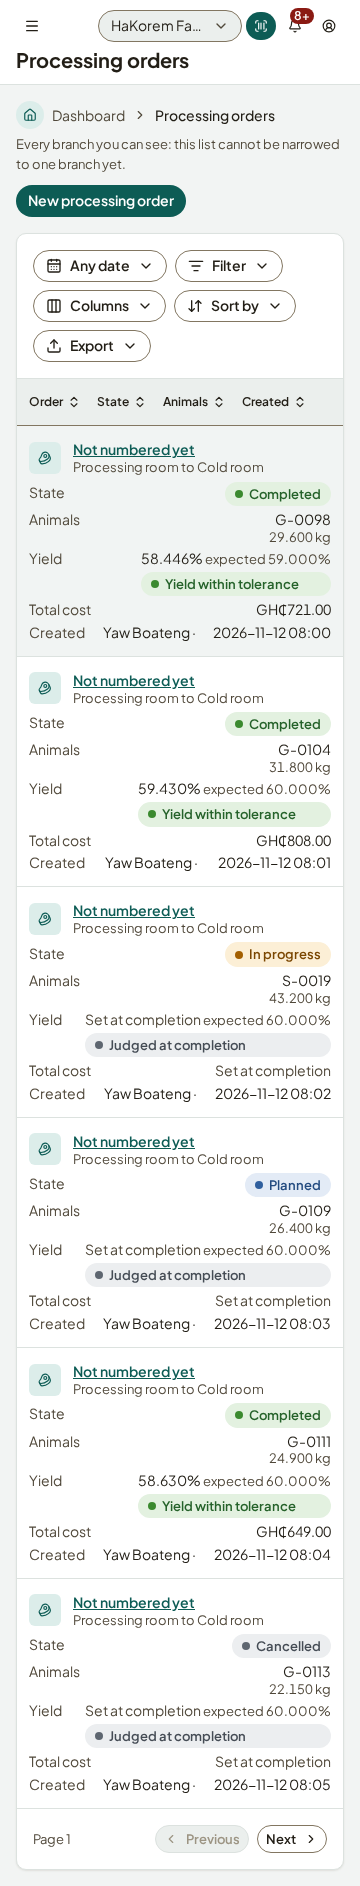 HaKorem Fa...
8+
Processing orders
Dashboard > Processing orders
Every branch you can see: this list cannot be narrowed
to one branch yet.
New processing order
Any date
Filter
Columns
Sort by
Export
Order State Animals Created
Not numbered yet
Processing room to Cold room
State Completed
Animals G-0098
29.600 kg
Yield 58.446% expected 59.000%
Yield within tolerance
Total cost GH₵721.00
Created Yaw Boateng · 2026-11-12 08:00
Not numbered yet
Processing room to Cold room
State Completed
Animals G-0104
31.800 kg
Yield 59.430% expected 60.000%
Yield within tolerance
Total cost GH₵808.00
Created Yaw Boateng · 2026-11-12 08:01
Not numbered yet
Processing room to Cold room
State In progress
Animals S-0019
43.200 kg
Yield Set at completion expected 60.000%
Judged at completion
Total cost Set at completion
Created Yaw Boateng · 2026-11-12 08:02
Not numbered yet
Processing room to Cold room
State Planned
Animals G-0109
26.400 kg
Yield Set at completion expected 60.000%
Judged at completion
Total cost Set at completion
Created Yaw Boateng · 2026-11-12 08:03
Not numbered yet
Processing room to Cold room
State Completed
Animals G-0111
24.900 kg
Yield 58.630% expected 60.000%
Yield within tolerance
Total cost GH₵649.00
Created Yaw Boateng · 2026-11-12 08:04
Not numbered yet
Processing room to Cold room
State Cancelled
Animals G-0113
22.150 kg
Yield Set at completion expected 60.000%
Judged at completion
Total cost Set at completion
Created Yaw Boateng · 2026-11-12 08:05
Page 1 Previous Next